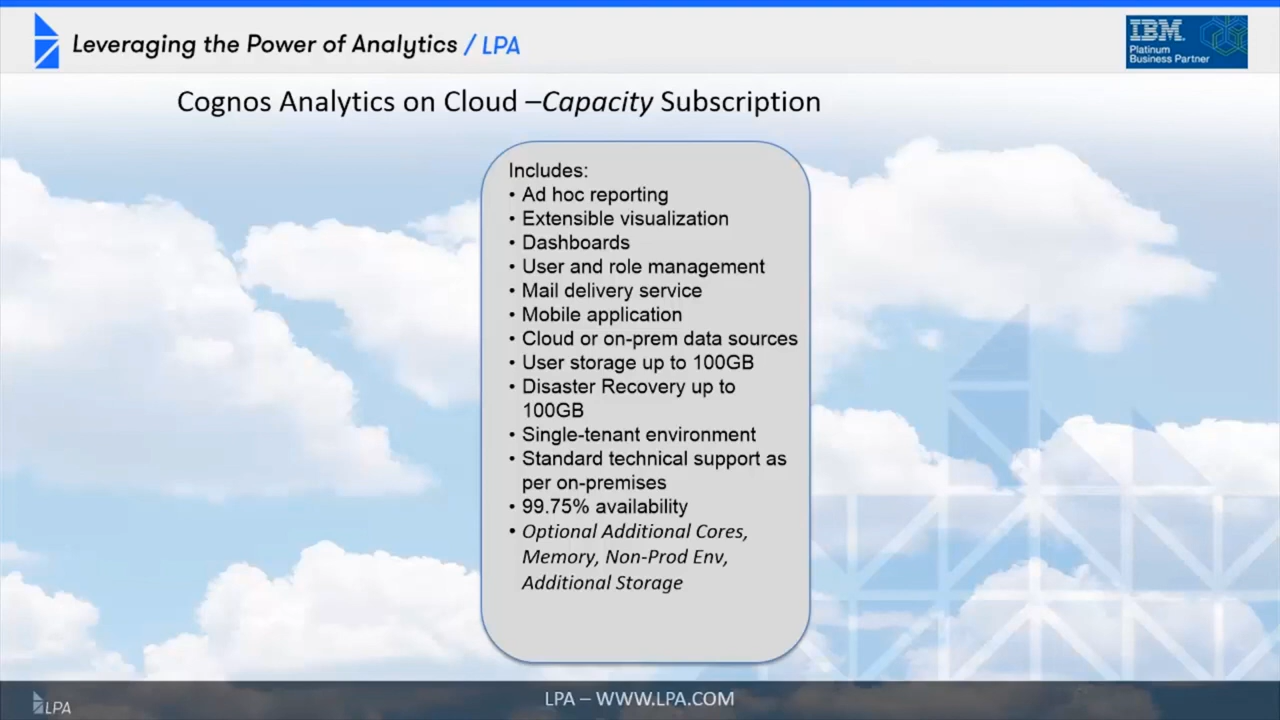 Leveraging the Power of Analytics / LPA
IBM
Platinum
Business Partner
Cognos Analytics on Cloud –Capacity Subscription
Includes:
• Ad hoc reporting
• Extensible visualization
• Dashboards
• User and role management
• Mail delivery service
• Mobile application
• Cloud or on-prem data sources
• User storage up to 100GB
• Disaster Recovery up to
100GB
• Single-tenant environment
• Standard technical support as
per on-premises
• 99.75% availability
• Optional Additional Cores,
Memory, Non-Prod Env,
Additional Storage
LPA
LPA – WWW.LPA.COM